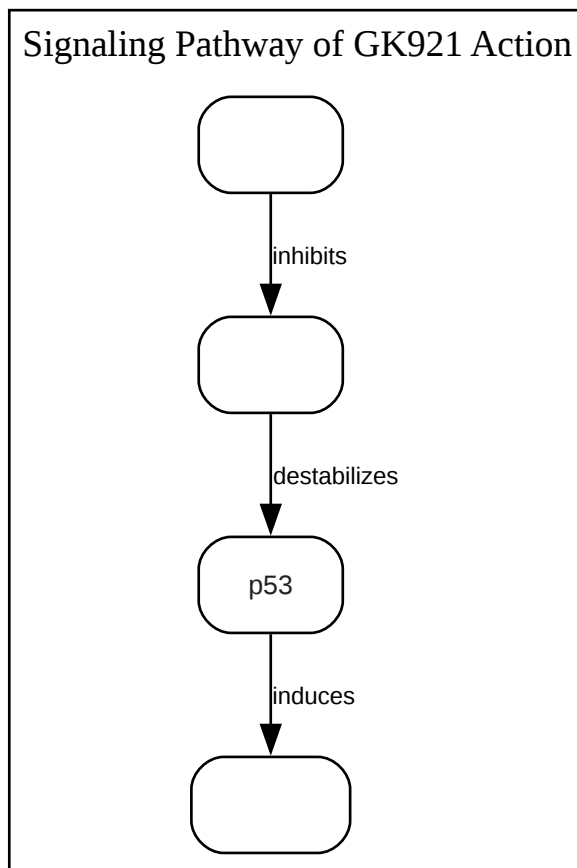 Signaling Pathway of GK921 Action
inhibits
destabilizes
p53
induces